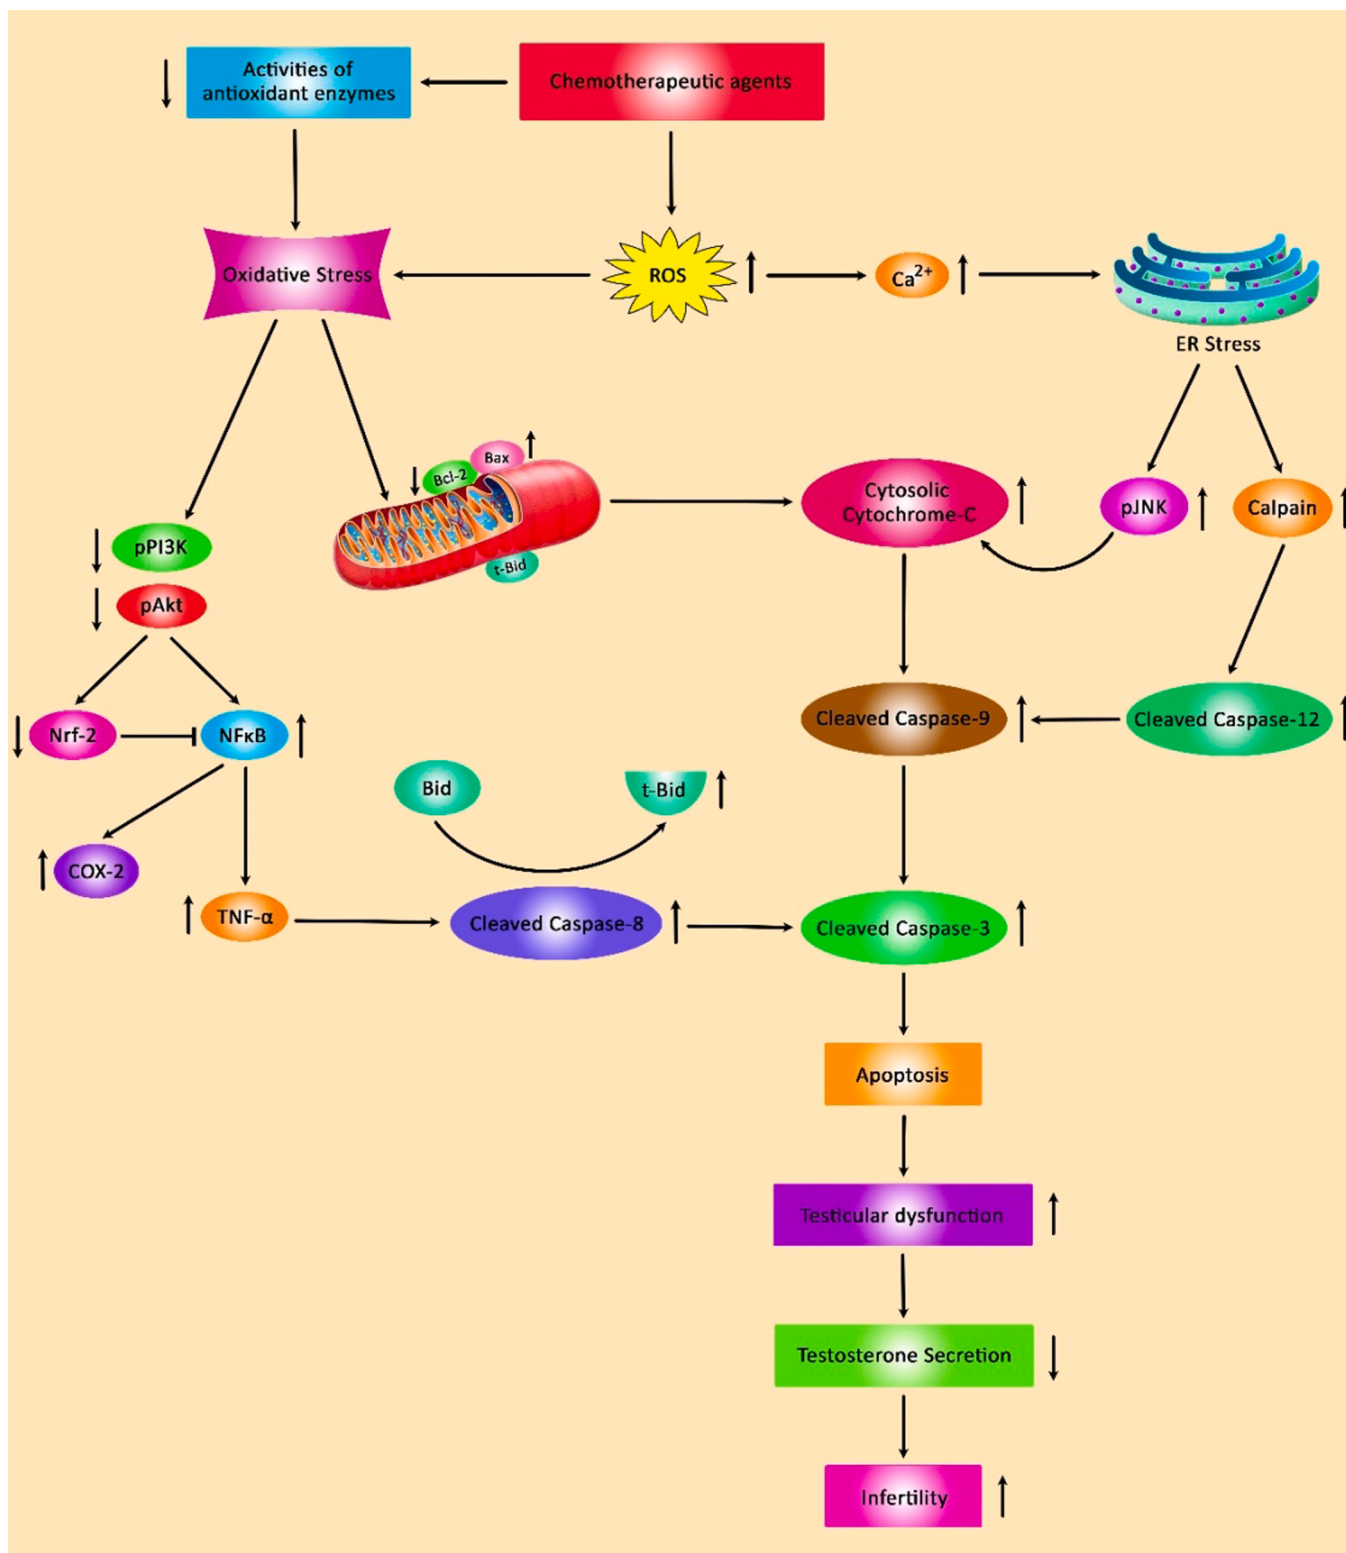 Activities of
antioxidant enzymes
Chemotherapeutic agents
Oxidative Stress
ROS
Ca²⁺
ER Stress
Bax
Bcl-2
t-Bid
Cytosolic
Cytochrome-C
pJNK
Calpain
pPI3K
pAkt
Nrf-2
NFκB
Cleaved Caspase-9
Cleaved Caspase-12
Bid
t-Bid
COX-2
TNF-α
Cleaved Caspase-8
Cleaved Caspase-3
Apoptosis
Testicular dysfunction
Testosterone Secretion
Infertility